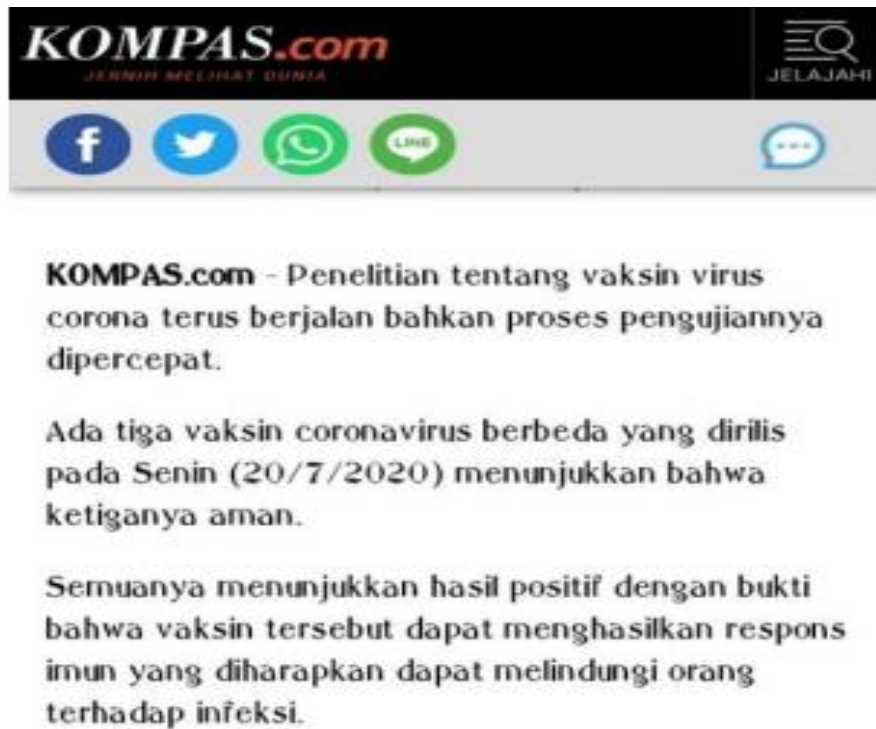 KOMPAS.com
JERNIH MELIHAT DUNIA
JELAJAHI
f
LINE
KOMPAS.com - Penelitian tentang vaksin virus
corona terus berjalan bahkan proses pengujiannya
dipercepat.
Ada tiga vaksin coronavirus berbeda yang dirilis
pada Senin (20/7/2020) menunjukkan bahwa
ketiganya aman.
Semuanya menunjukkan hasil positif dengan bukti
bahwa vaksin tersebut dapat menghasilkan respons
imun yang diharapkan dapat melindungi orang
terhadap infeksi.